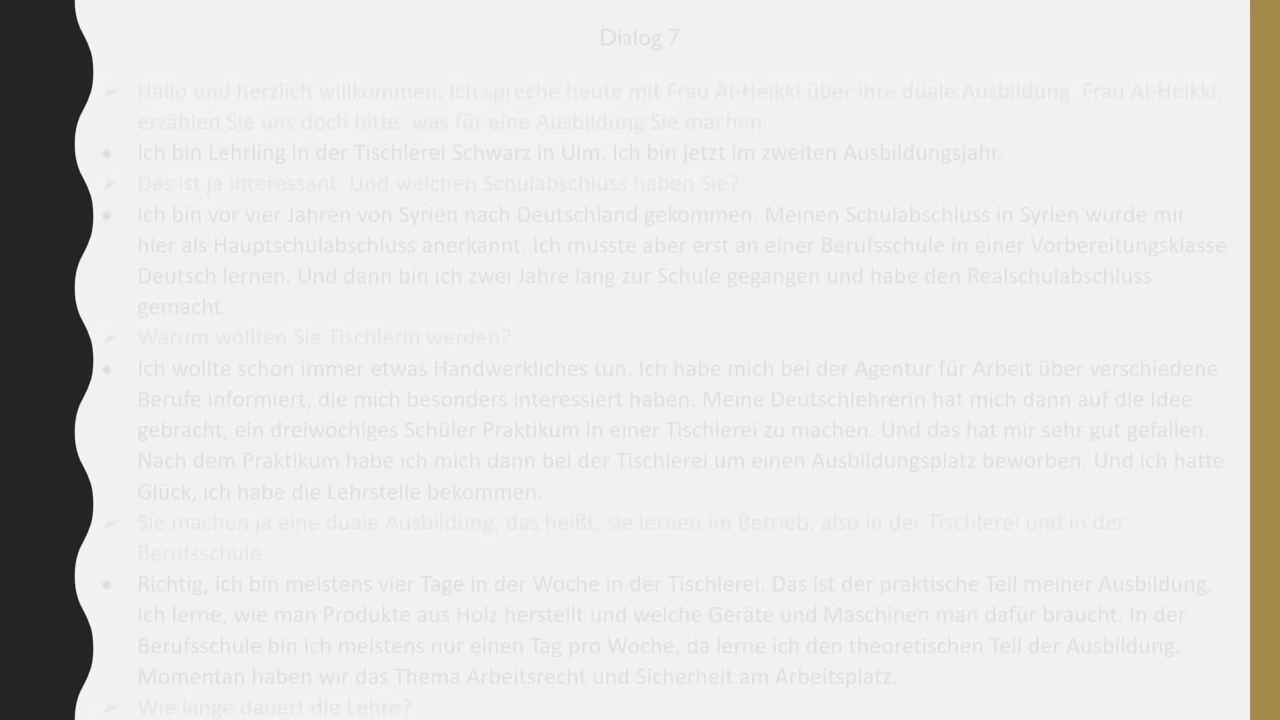 Dialog 7
➢ Hallo und herzlich willkommen. Ich spreche heute mit Frau Al-Heikki über ihre duale Ausbildung. Frau Al-Heikki,
erzählen Sie uns doch bitte, was für eine Ausbildung Sie machen.
• Ich bin Lehrling in der Tischlerei Schwarz in Ulm. Ich bin jetzt im zweiten Ausbildungsjahr.
➢ Das ist ja interessant. Und welchen Schulabschluss haben Sie?
• Ich bin vor vier Jahren von Syrien nach Deutschland gekommen. Meinen Schulabschluss in Syrien wurde mir
hier als Hauptschulabschluss anerkannt. Ich musste aber erst an einer Berufsschule in einer Vorbereitungsklasse
Deutsch lernen. Und dann bin ich zwei Jahre lang zur Schule gegangen und habe den Realschulabschluss
gemacht.
➢ Warum wollten Sie Tischlerin werden?
• Ich wollte schon immer etwas Handwerkliches tun. Ich habe mich bei der Agentur für Arbeit über verschiedene
Berufe informiert, die mich besonders interessiert haben. Meine Deutschlehrerin hat mich dann auf die Idee
gebracht, ein dreiwöchiges Schüler Praktikum in einer Tischlerei zu machen. Und das hat mir sehr gut gefallen.
Nach dem Praktikum habe ich mich dann bei der Tischlerei um einen Ausbildungsplatz beworben. Und ich hatte
Glück, ich habe die Lehrstelle bekommen.
➢ Sie machen ja eine duale Ausbildung, das heißt, sie lernen im Betrieb, also in der Tischlerei und in der
Berufsschule
• Richtig, ich bin meistens vier Tage in der Woche in der Tischlerei. Das ist der praktische Teil meiner Ausbildung.
Ich lerne, wie man Produkte aus Holz herstellt und welche Geräte und Maschinen man dafür braucht. In der
Berufsschule bin ich meistens nur einen Tag pro Woche, da lerne ich den theoretischen Teil der Ausbildung.
Momentan haben wir das Thema Arbeitsrecht und Sicherheit am Arbeitsplatz.
➢ Wie lange dauert die Lehre?